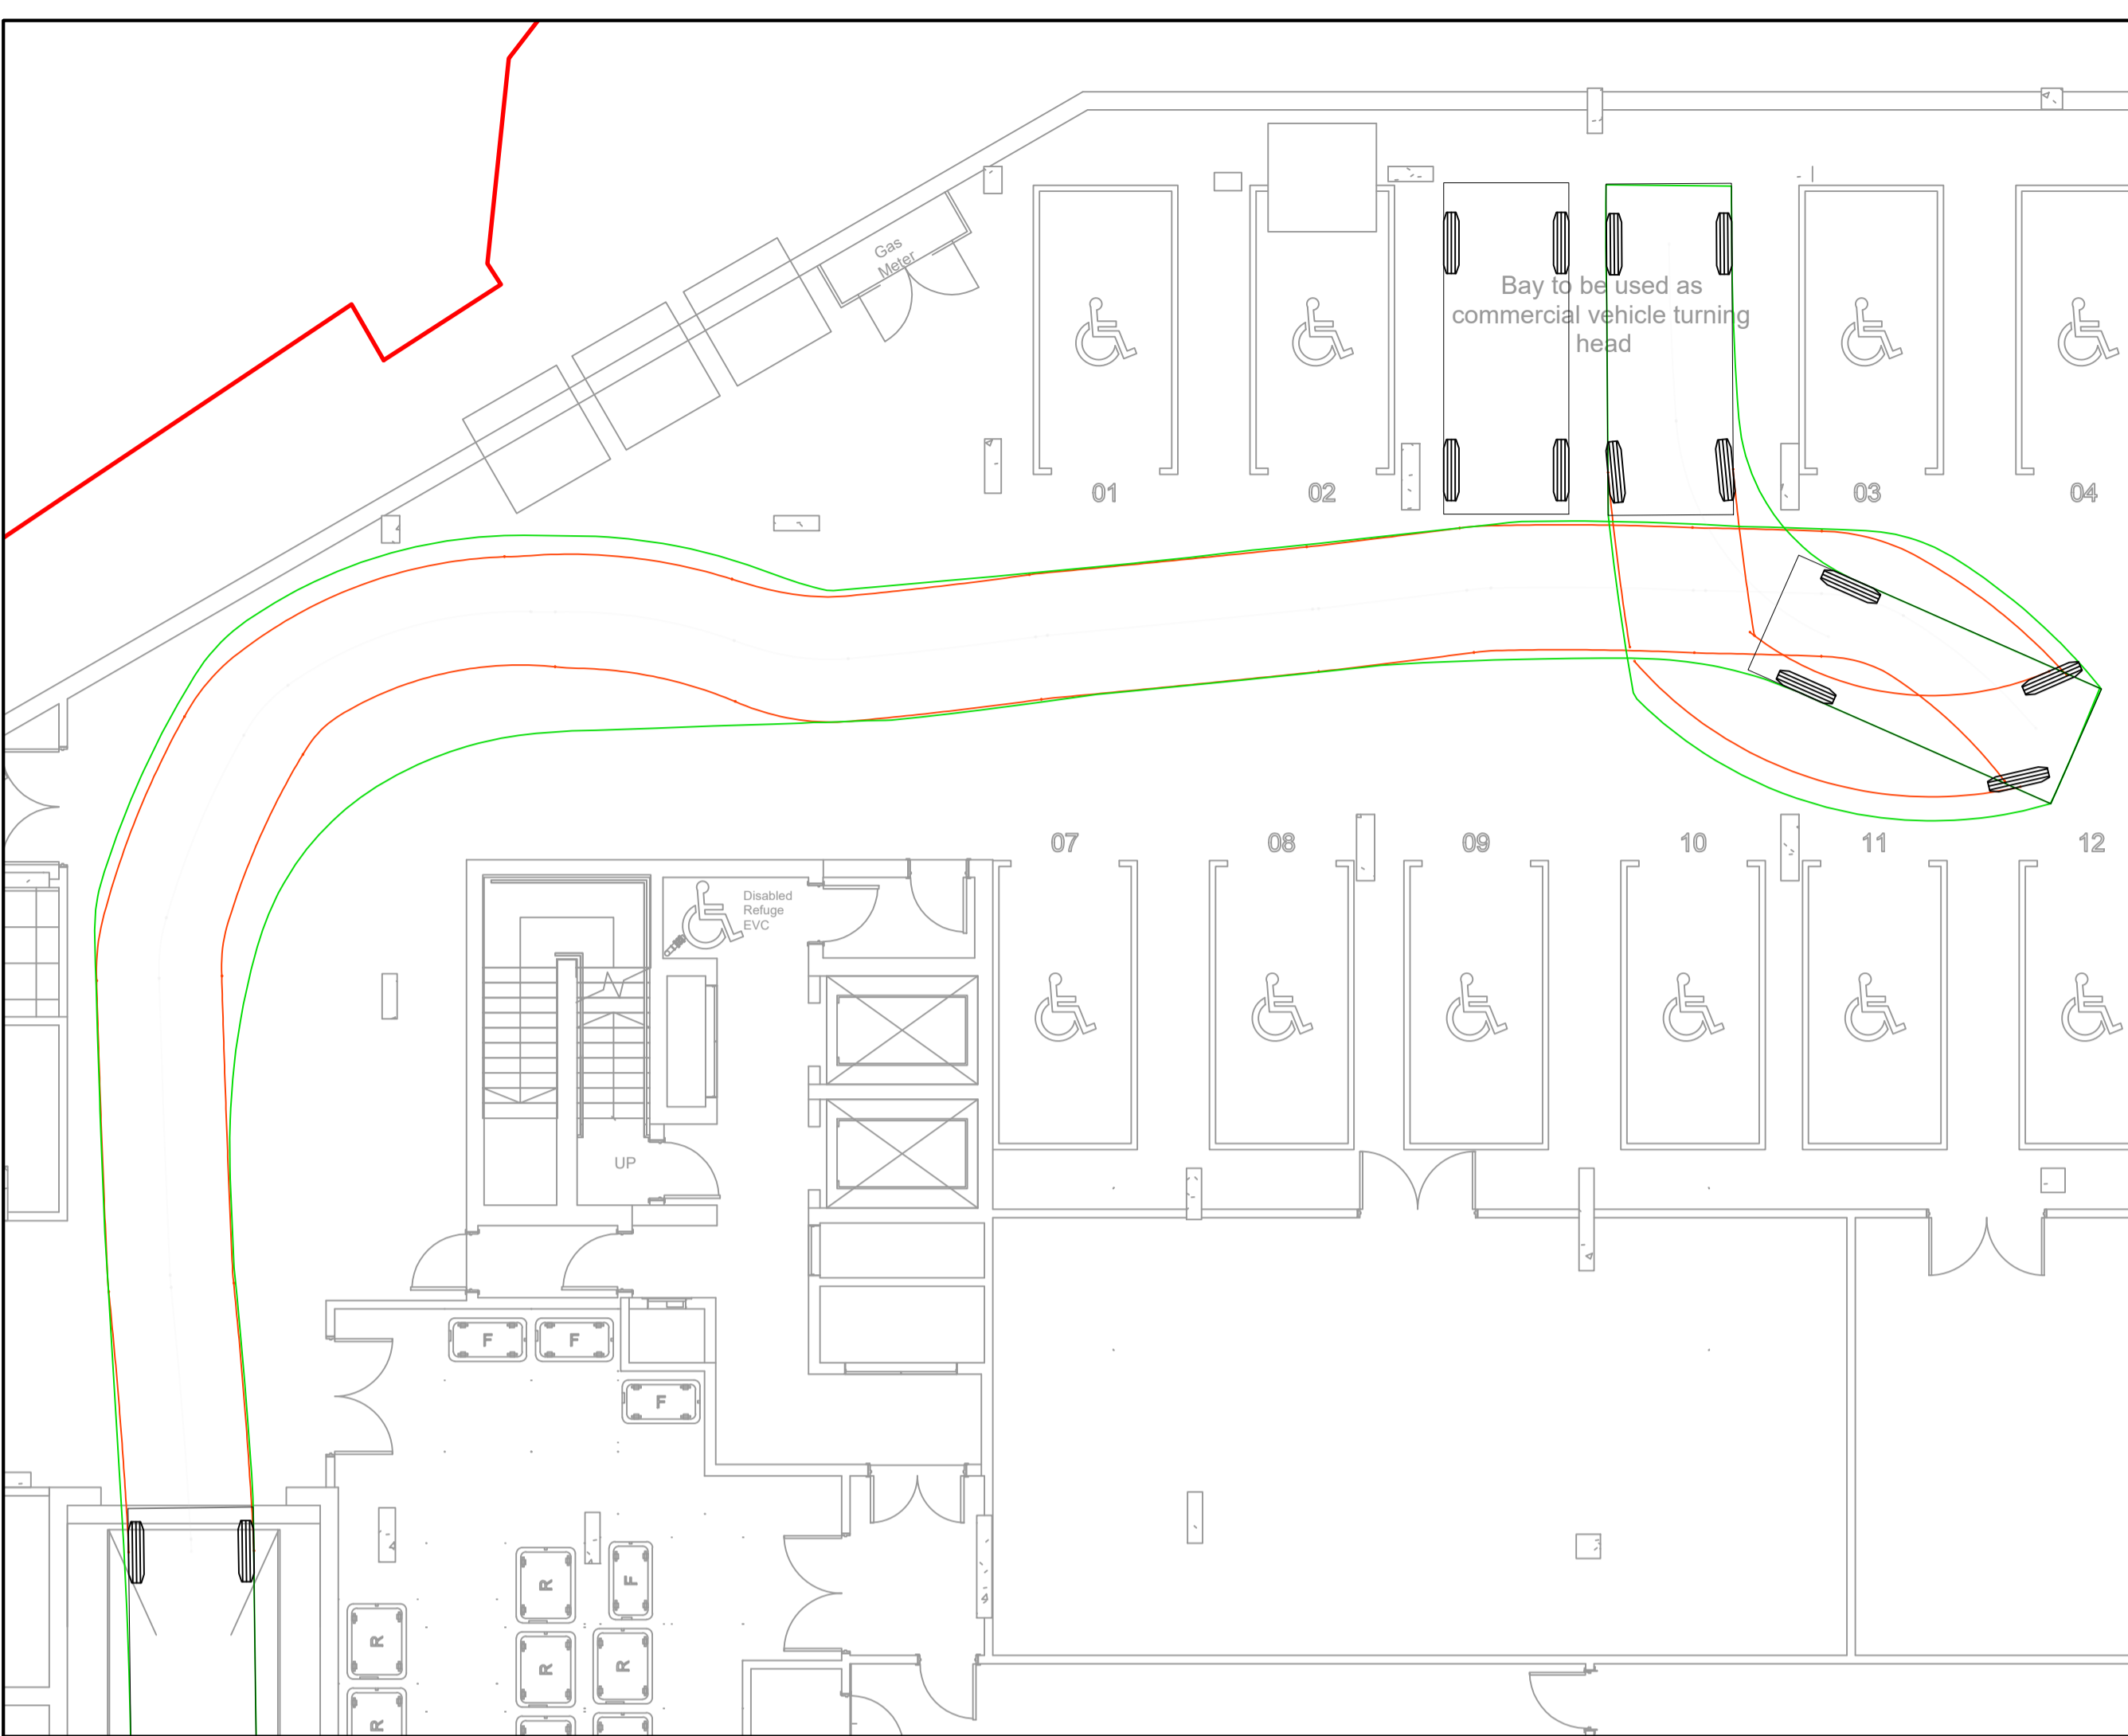 Gas
Meter
Bay to be used as
commercial vehicle turning
head
01
02
03
04
07
08
09
10
11
12
Disabled
Refuge
EVC
UP
F
F
F
R
F
R
R
R
R